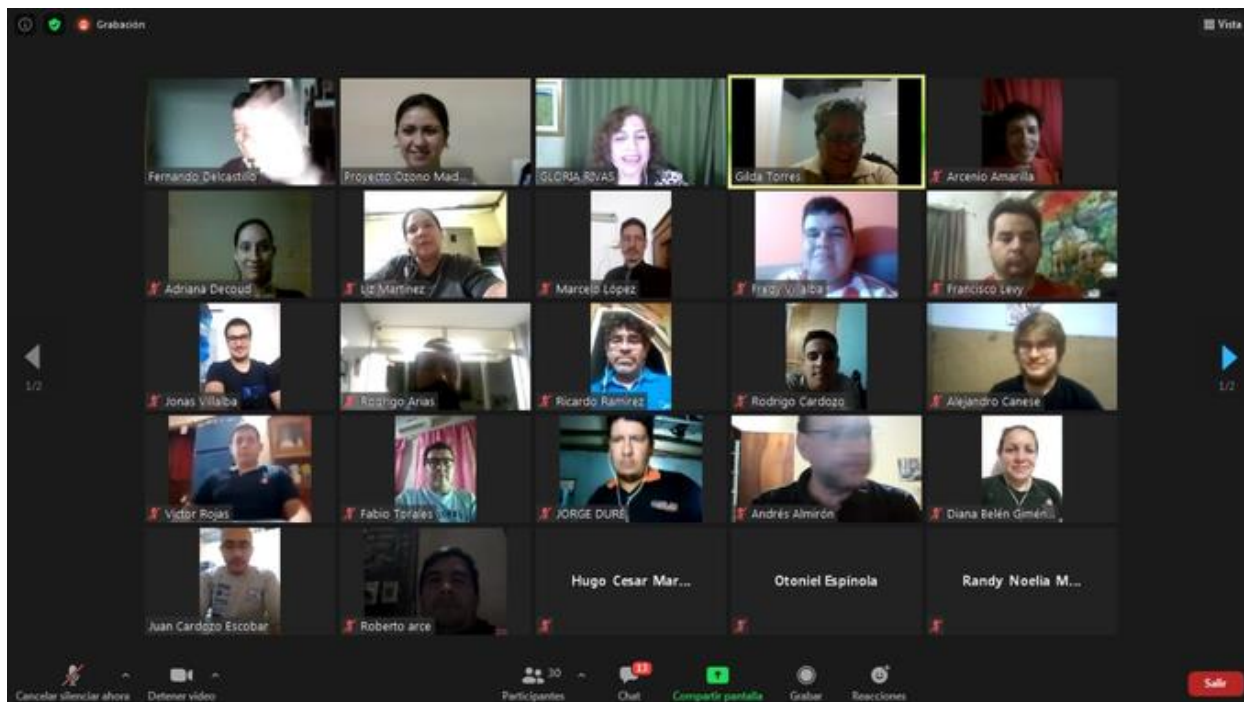 Grabación
Vista
Fernando Delcastillo
Proyecto Ozono Mad...
GLORIA RIVAS
Gilda Torres
Arcenio Amarilla
Adriana Decoud
Liz Martinez
Marcelo López
Fredy Villalba
Francisco Levy
1/2
1/2
Jonas Villalba
Rodrigo Arias
Ricardo Ramirez
Rodrigo Cardozo
Alejandro Canese
Victor Rojas
Fabio Torales
JORGE DURE
Andrés Almirón
Diana Belén Gimén...
Juan Cardozo Escobar
Roberto arce
Hugo Cesar Mar...
Otoniel Espinola
Randy Noelia M...
Cancelar silenciar ahora
Detener video
30
Participantes
13
Chat
Compartir pantalla
Grabar
Reacciones
Salir